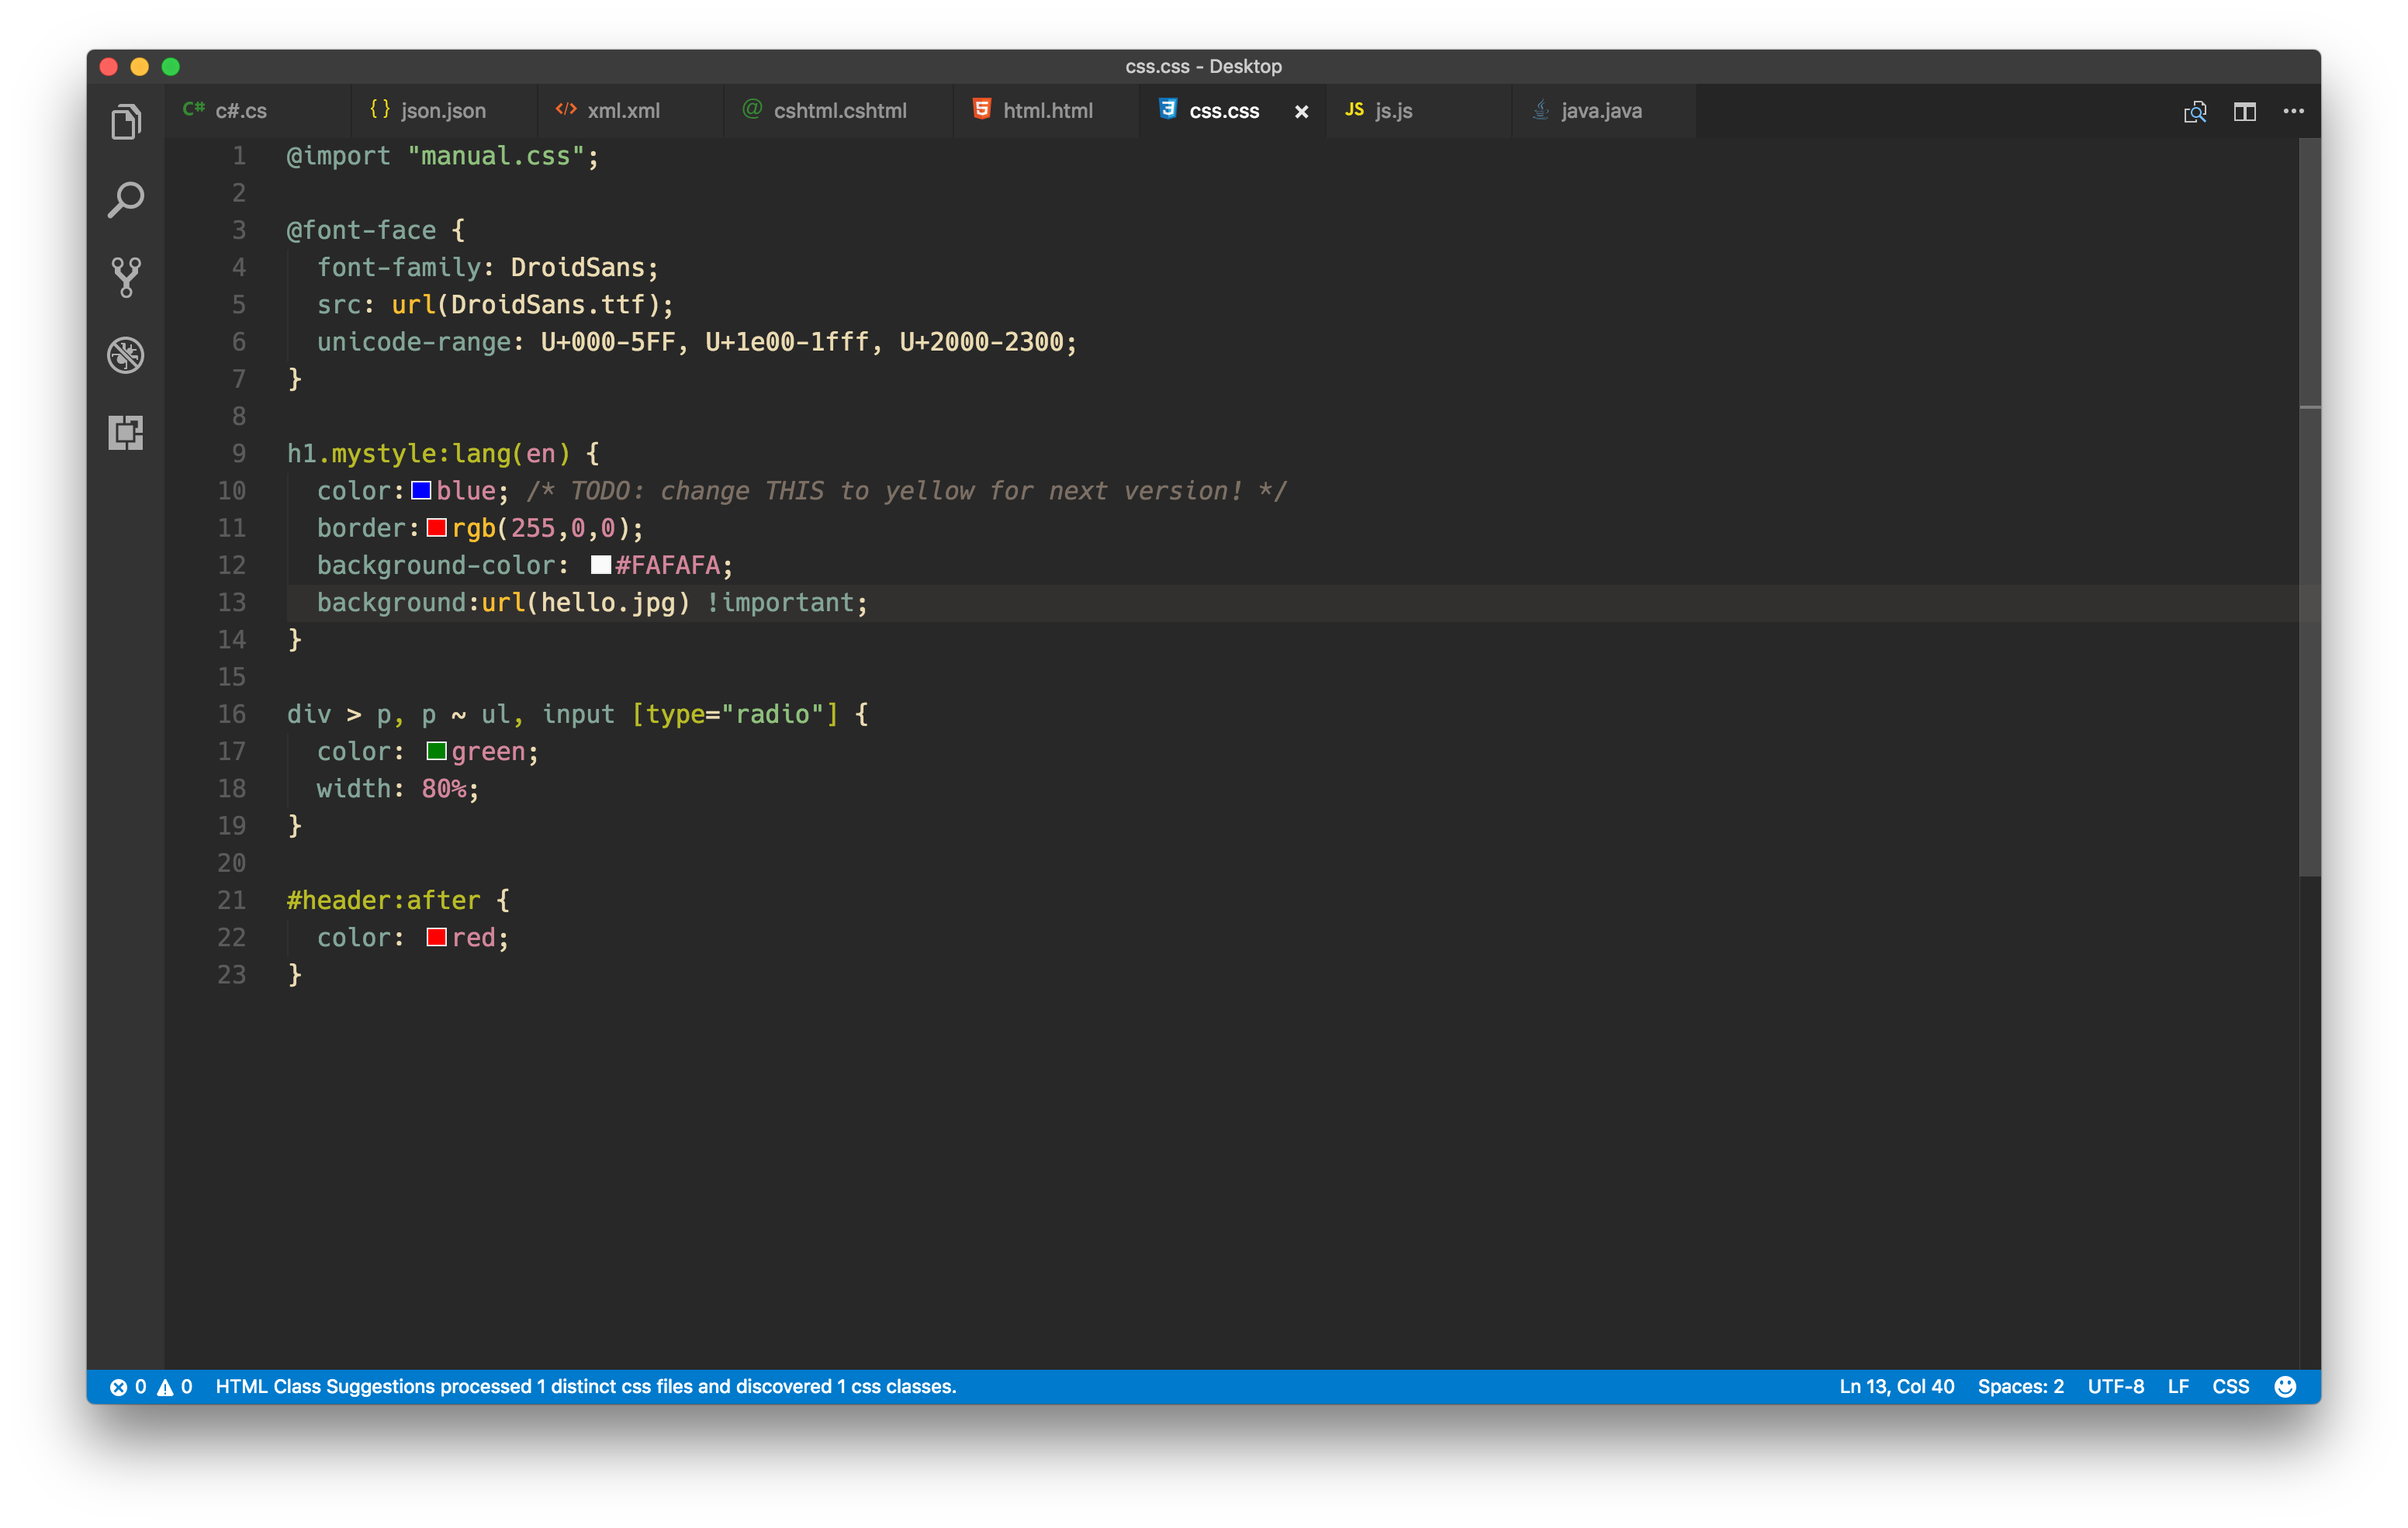 css.css - Desktop
C# c#.cs { } json.json </> xml.xml @ cshtml.cshtml 5 html.html 3 css.css × JS js.js java.java
1 @import "manual.css";
2
3 @font-face {
4 font-family: DroidSans;
5 src: url(DroidSans.ttf);
6 unicode-range: U+000-5FF, U+1e00-1fff, U+2000-2300;
7 }
8
9 h1.mystyle:lang(en) {
10 color:blue; /* TODO: change THIS to yellow for next version! */
11 border:rgb(255,0,0);
12 background-color: #FAFAFA;
13 background:url(hello.jpg) !important;
14 }
15
16 div > p, p ~ ul, input [type="radio"] {
17 color: green;
18 width: 80%;
19 }
20
21 #header:after {
22 color: red;
23 }
0 0 HTML Class Suggestions processed 1 distinct css files and discovered 1 css classes. Ln 13, Col 40 Spaces: 2 UTF-8 LF CSS